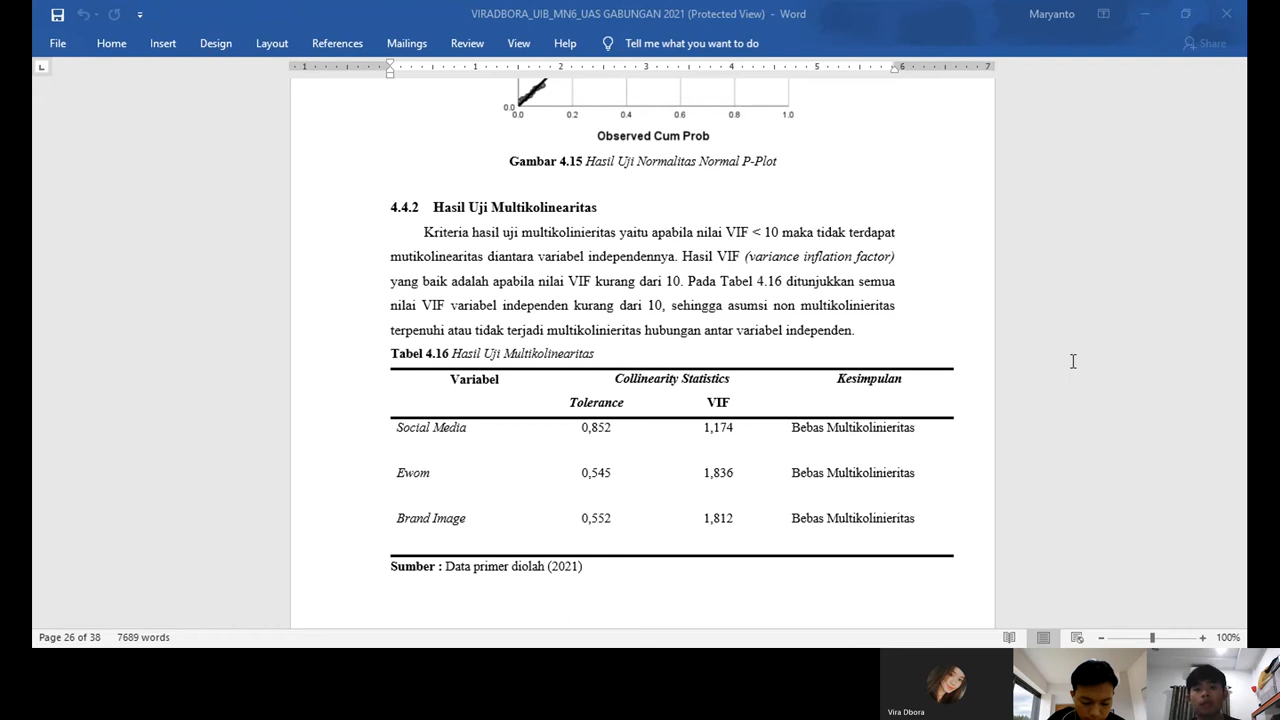 VIRADBORA_UIB_MN6_UAS GABUNGAN 2021 (Protected View) - Word
Maryanto
File Home Insert Design Layout References Mailings Review View Help Tell me what you want to do Share
1 1 2 3 4 5 6 7
0.0
0.0 0.2 0.4 0.6 0.8 1.0
Observed Cum Prob
Gambar 4.15 Hasil Uji Normalitas Normal P-Plot
4.4.2 Hasil Uji Multikolinearitas
Kriteria hasil uji multikolinieritas yaitu apabila nilai VIF < 10 maka tidak terdapat
mutikolinearitas diantara variabel independennya. Hasil VIF (variance inflation factor)
yang baik adalah apabila nilai VIF kurang dari 10. Pada Tabel 4.16 ditunjukkan semua
nilai VIF variabel independen kurang dari 10, sehingga asumsi non multikolinieritas
terpenuhi atau tidak terjadi multikolinieritas hubungan antar variabel independen.
Tabel 4.16 Hasil Uji Multikolinearitas
Variabel Collinearity Statistics Kesimpulan
Tolerance VIF
Social Media 0,852 1,174 Bebas Multikolinieritas
Ewom 0,545 1,836 Bebas Multikolinieritas
Brand Image 0,552 1,812 Bebas Multikolinieritas
Sumber : Data primer diolah (2021)
Page 26 of 38 7689 words 100%
Vira Dbora